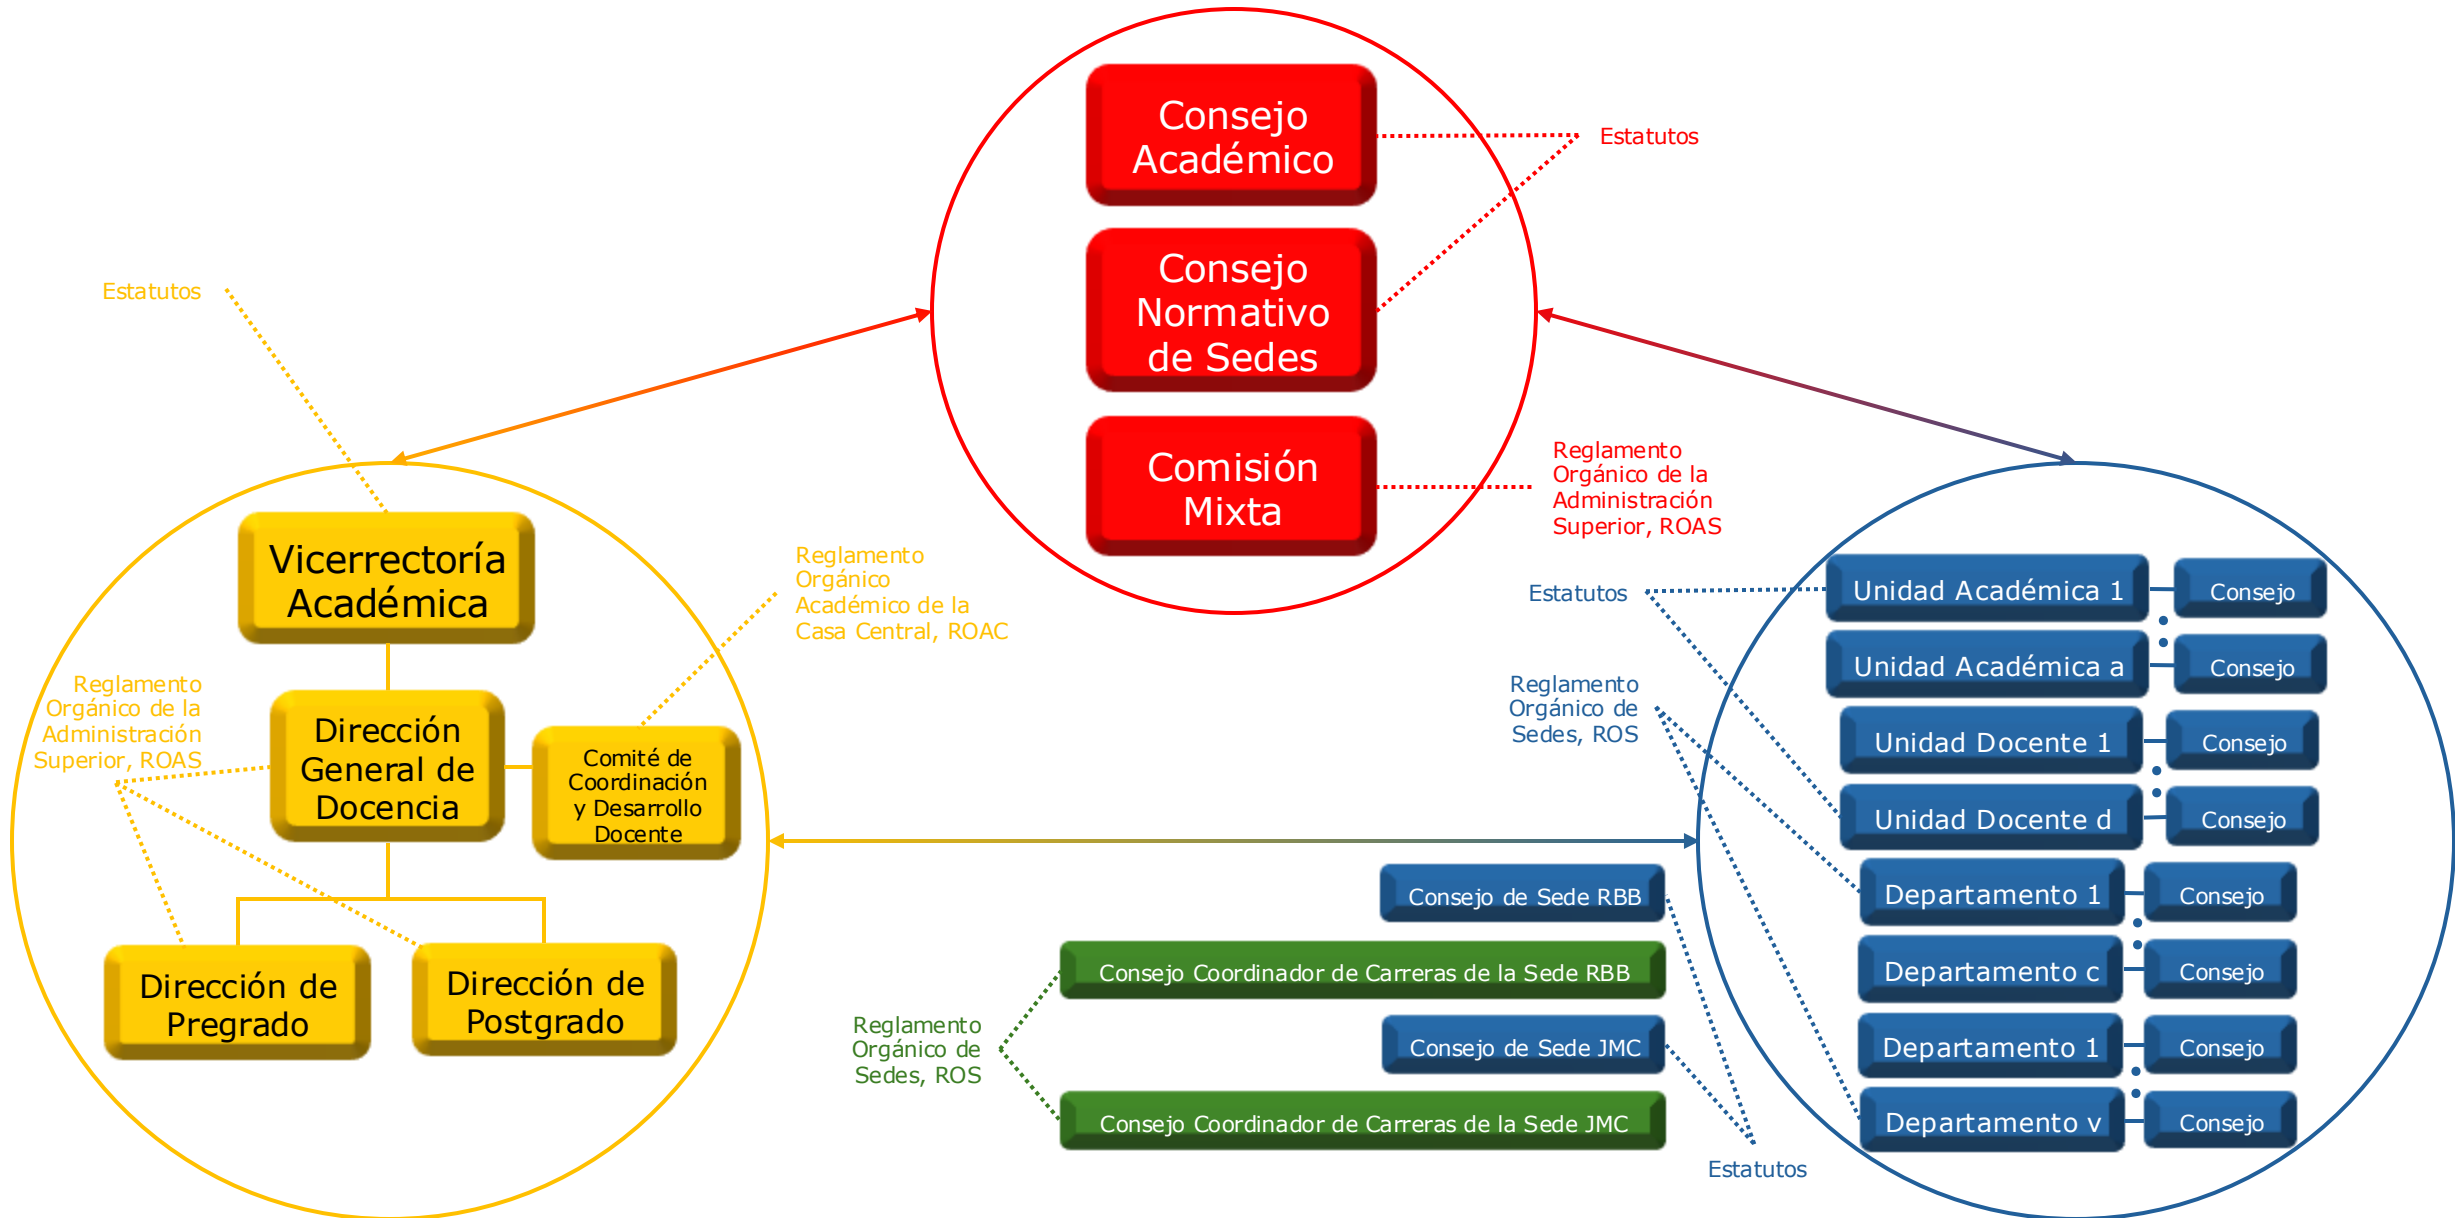 Consejo
Académico
Estatutos
Consejo
Normativo
de Sedes
Comisión
Mixta
Reglamento
Orgánico de la
Administración
Superior, ROAS
Estatutos
Vicerrectoría
Académica
Reglamento
Orgánico
Académico de la
Casa Central, ROAC
Reglamento
Orgánico de la
Administración
Superior, ROAS
Dirección
General de
Docencia
Comité de
Coordinación
y Desarrollo
Docente
Dirección de
Pregrado
Dirección de
Postgrado
Estatutos
Reglamento
Orgánico de
Sedes, ROS
Unidad Académica 1
Consejo
Unidad Académica a
Consejo
Unidad Docente 1
Consejo
Unidad Docente d
Consejo
Departamento 1
Consejo
Departamento c
Consejo
Departamento 1
Consejo
Departamento v
Consejo
Consejo de Sede RBB
Consejo Coordinador de Carreras de la Sede RBB
Reglamento
Orgánico de
Sedes, ROS
Consejo de Sede JMC
Consejo Coordinador de Carreras de la Sede JMC
Estatutos